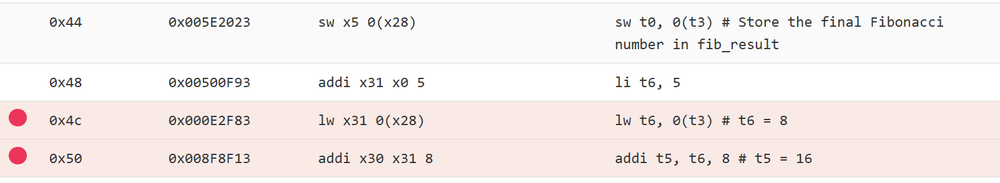 0x44 0x005E2023 sw x5 0(x28) sw t0, 0(t3) # Store the final Fibonacci
number in fib_result
0x48 0x00500F93 addi x31 x0 5 li t6, 5
0x4c 0x000E2F83 lw x31 0(x28) lw t6, 0(t3) # t6 = 8
0x50 0x008F8F13 addi x30 x31 8 addi t5, t6, 8 # t5 = 16